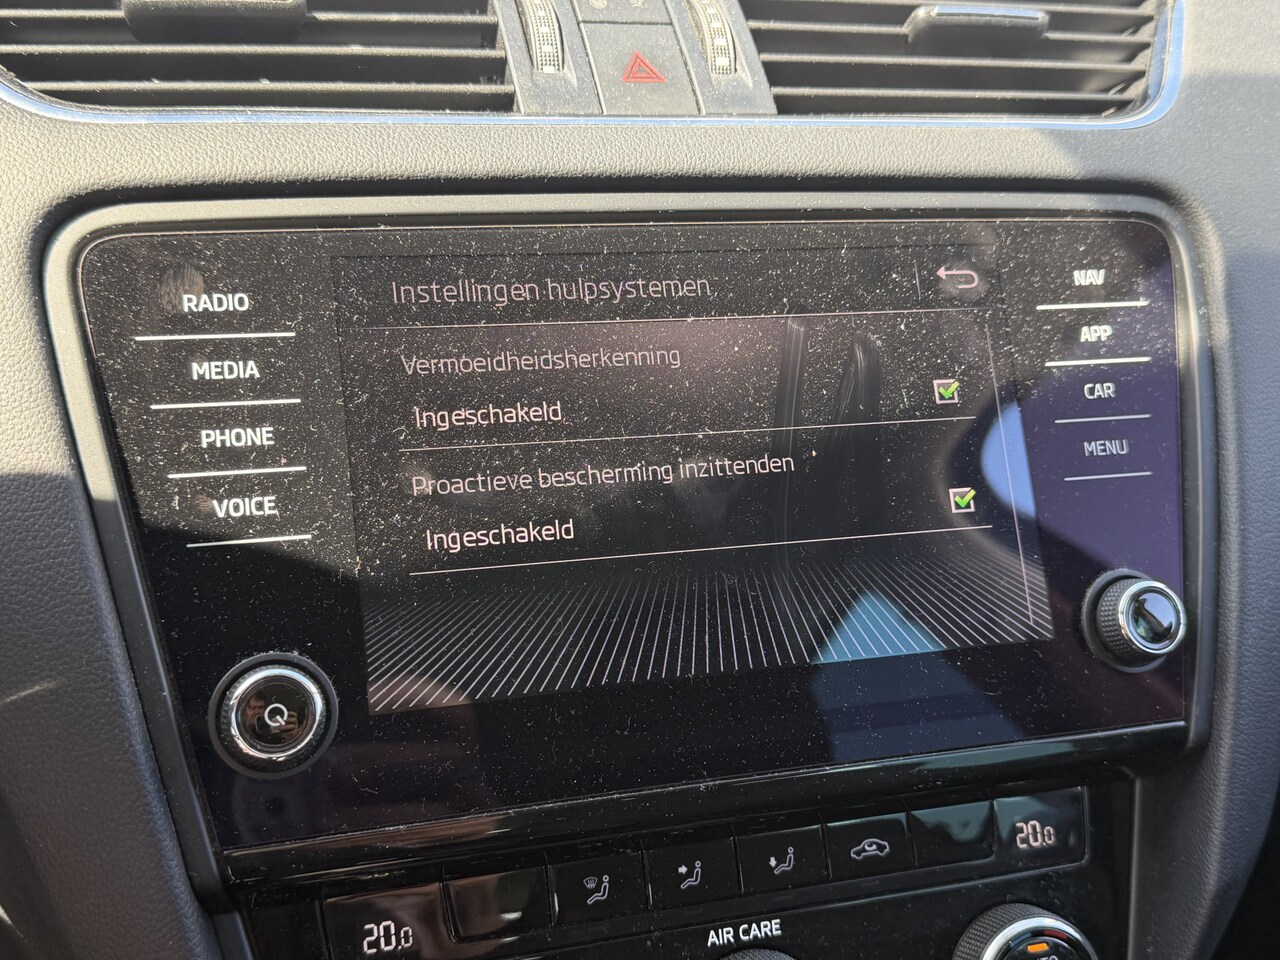 Instellingen hulpsystemen
Vermoeidheidsherkenning
Ingeschakeld
Proactieve bescherming inzittenden
Ingeschakeld
RADIO
MEDIA
PHONE
VOICE
NAV
APP
CAR
MENU
20.0
20.0
AIR CARE
AUTO